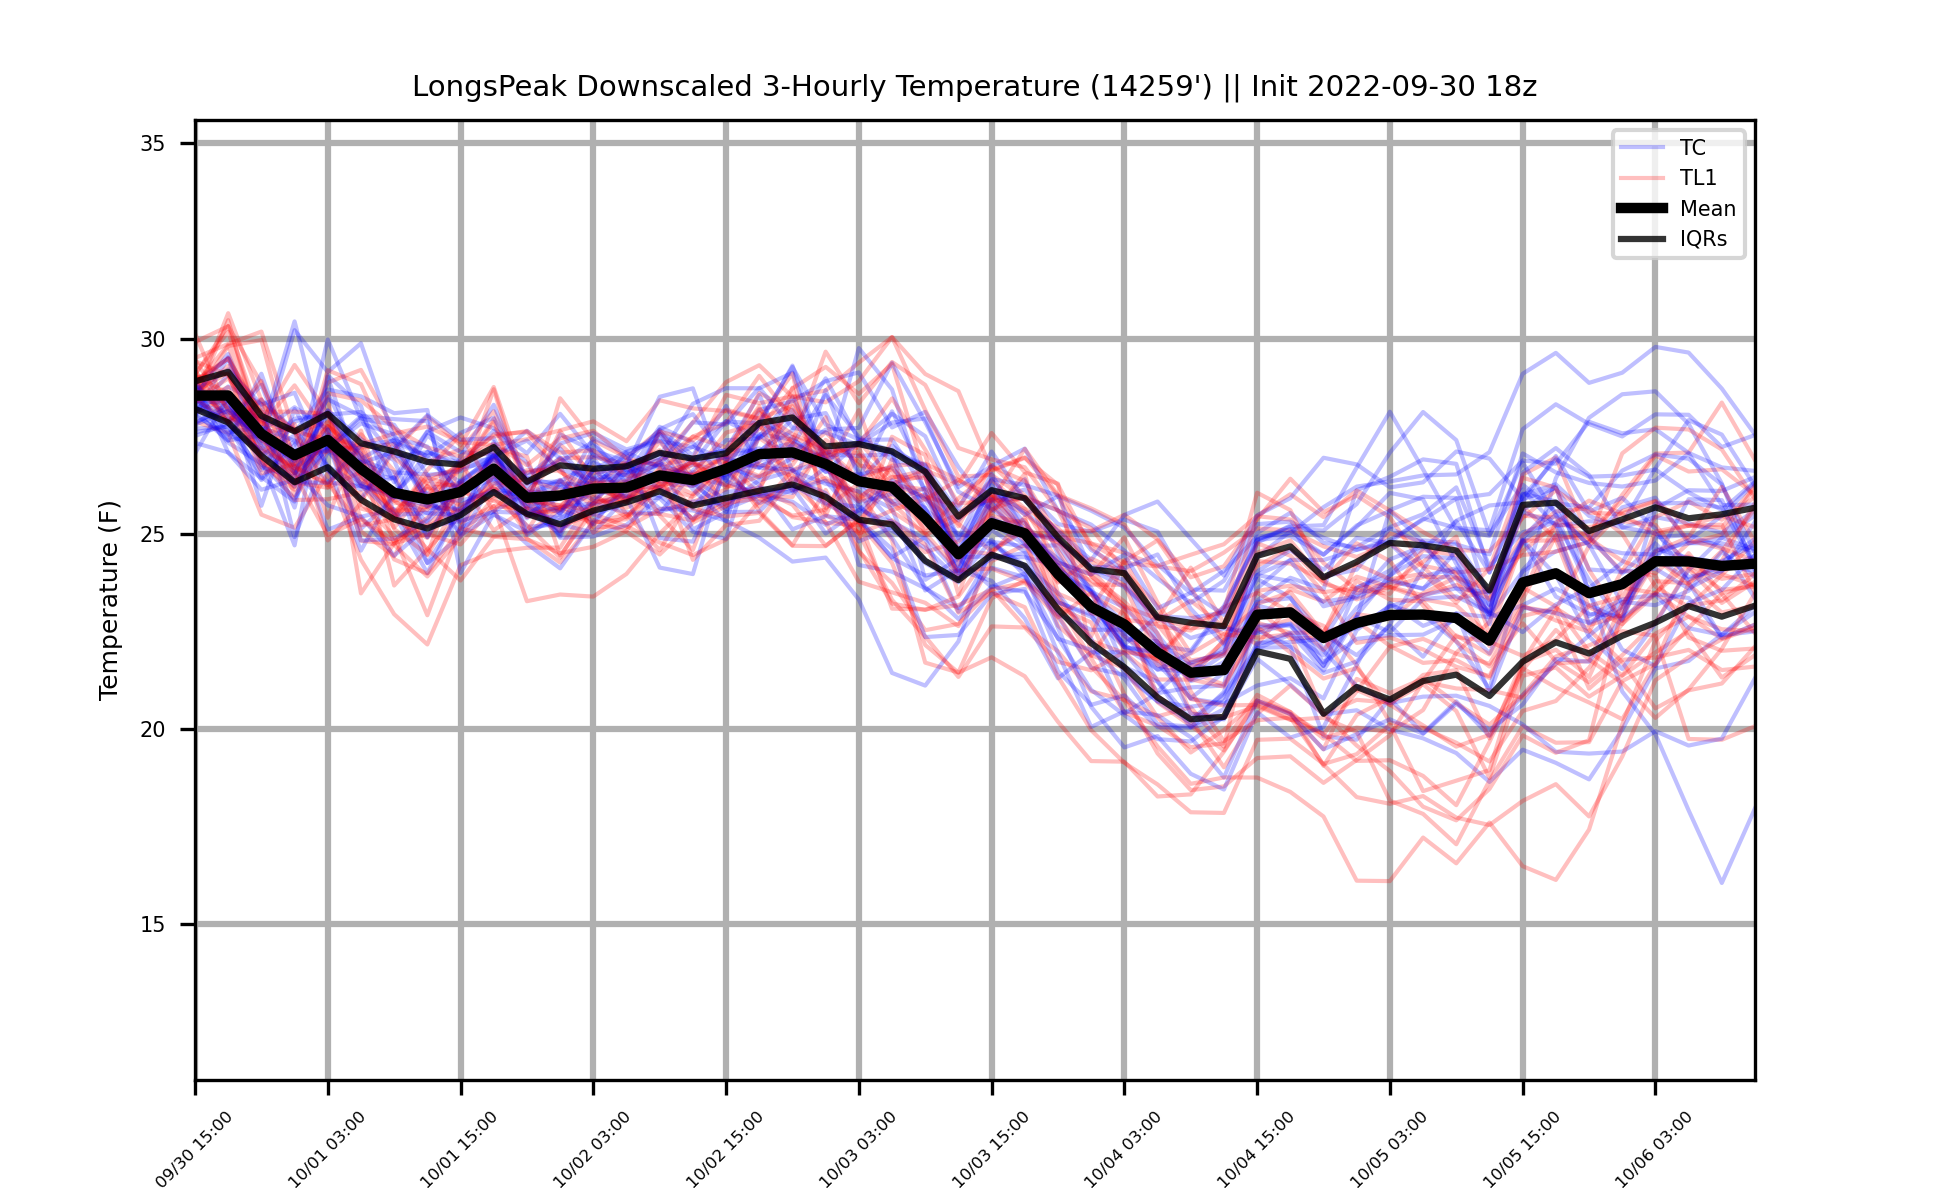 LongsPeak Downscaled 3-Hourly Temperature (14259') || Init 2022-09-30 18z
TC
TL1
Mean
IQRs
Temperature (F)
35
30
25
20
15
09/30 15:00
10/01 03:00
10/01 15:00
10/02 03:00
10/02 15:00
10/03 03:00
10/03 15:00
10/04 03:00
10/04 15:00
10/05 03:00
10/05 15:00
10/06 03:00